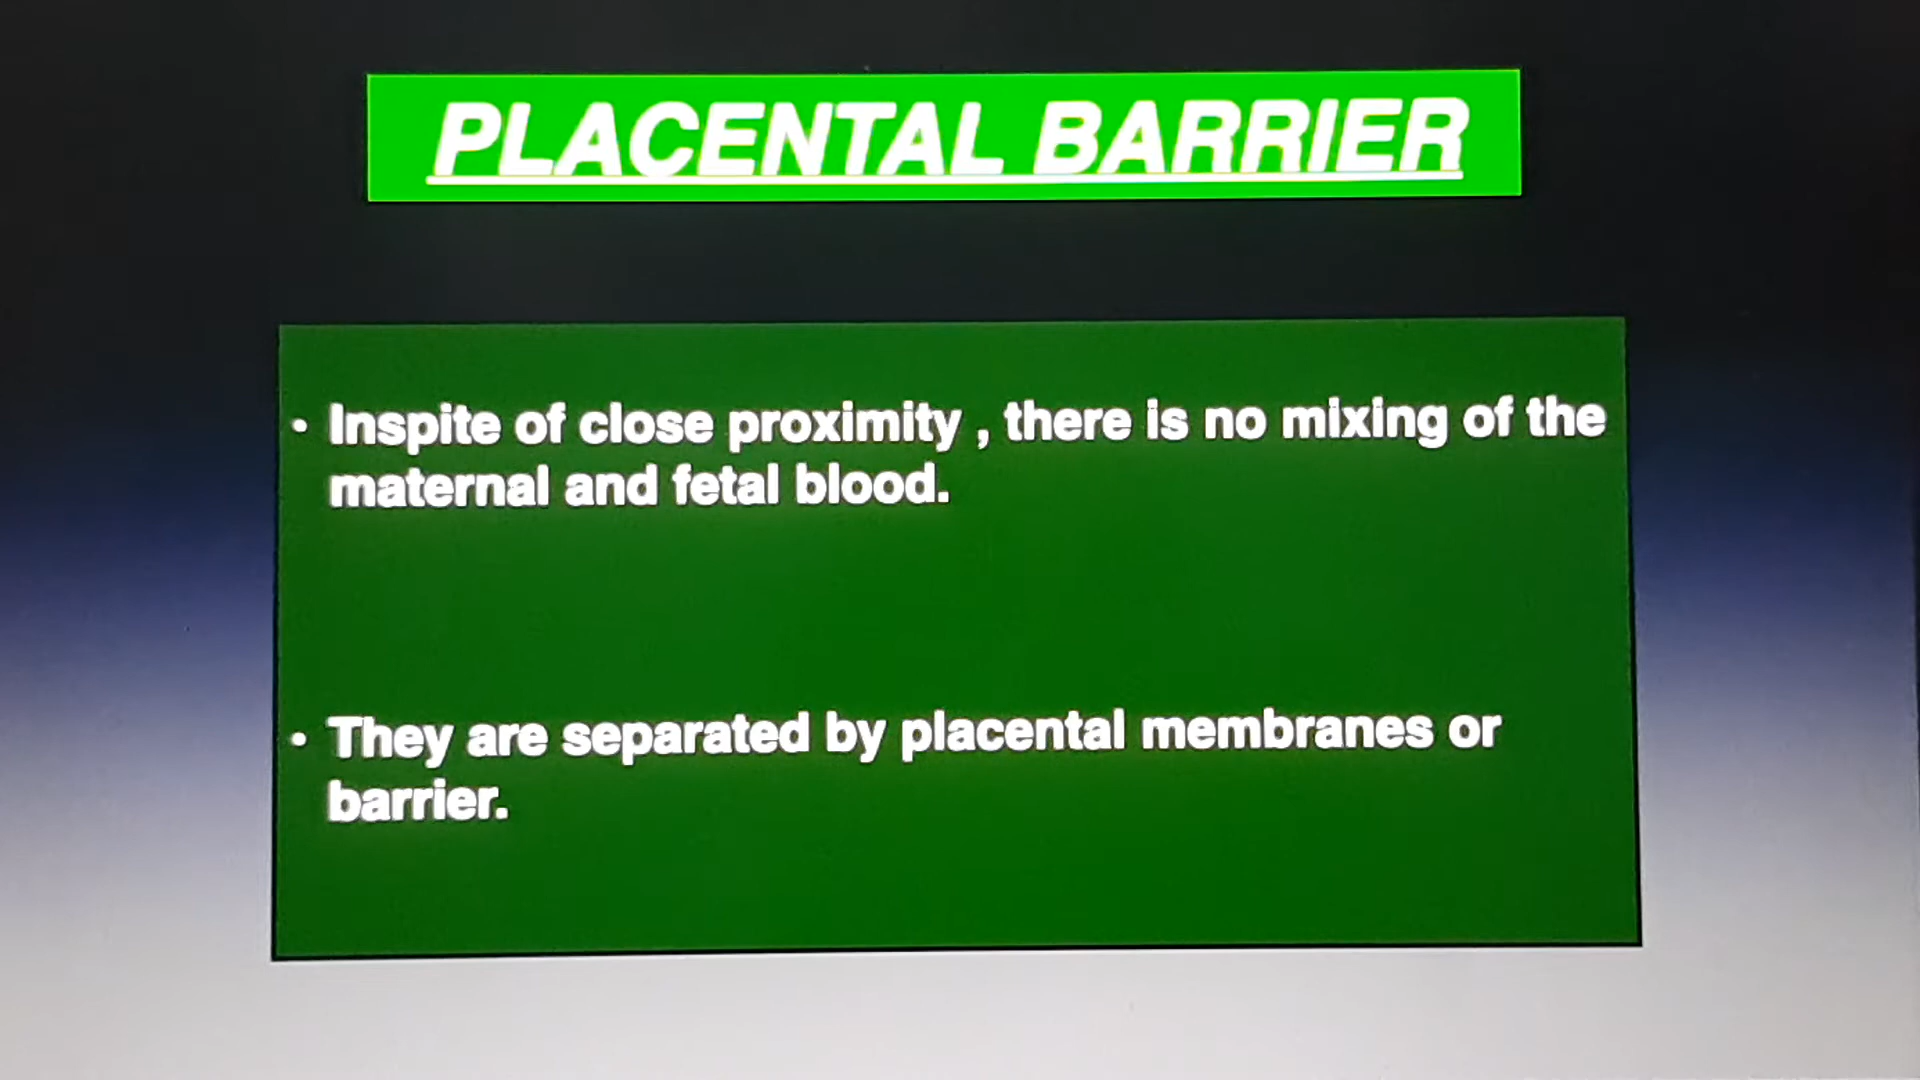 PLACENTAL BARRIER
• Inspite of close proximity , there is no mixing of the
maternal and fetal blood.
• They are separated by placental membranes or
barrier.